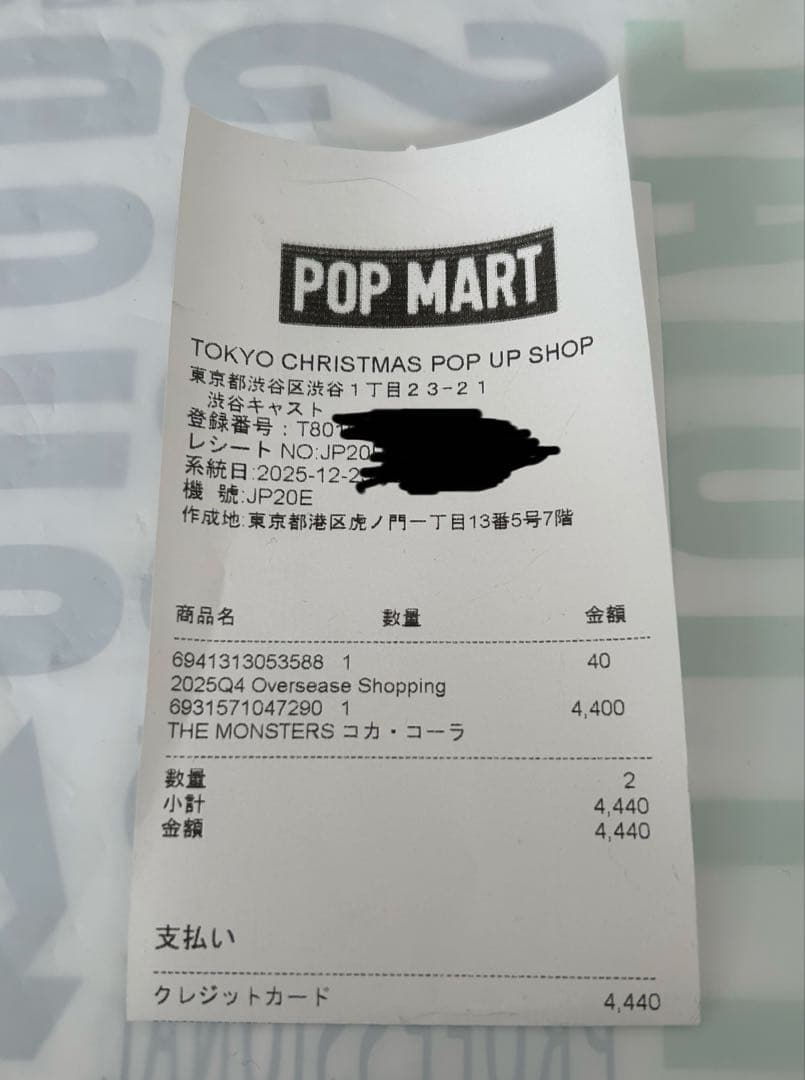 POP MART
TOKYO CHRISTMAS POP UP SHOP
東京都渋谷区渋谷1丁目23-21
渋谷キャスト
登録番号:T801
レシート NO:JP20
系統日:2025-12-2
機 號:JP20E
作成地:東京都港区虎ノ門一丁目13番5号7階
商品名 数量 金額
6941313053588 1 40
2025Q4 Oversease Shopping
6931571047290 1 4,400
THE MONSTERS コカ・コーラ
数量 2
小計 4,440
金額 4,440
支払い
クレジットカード 4,440